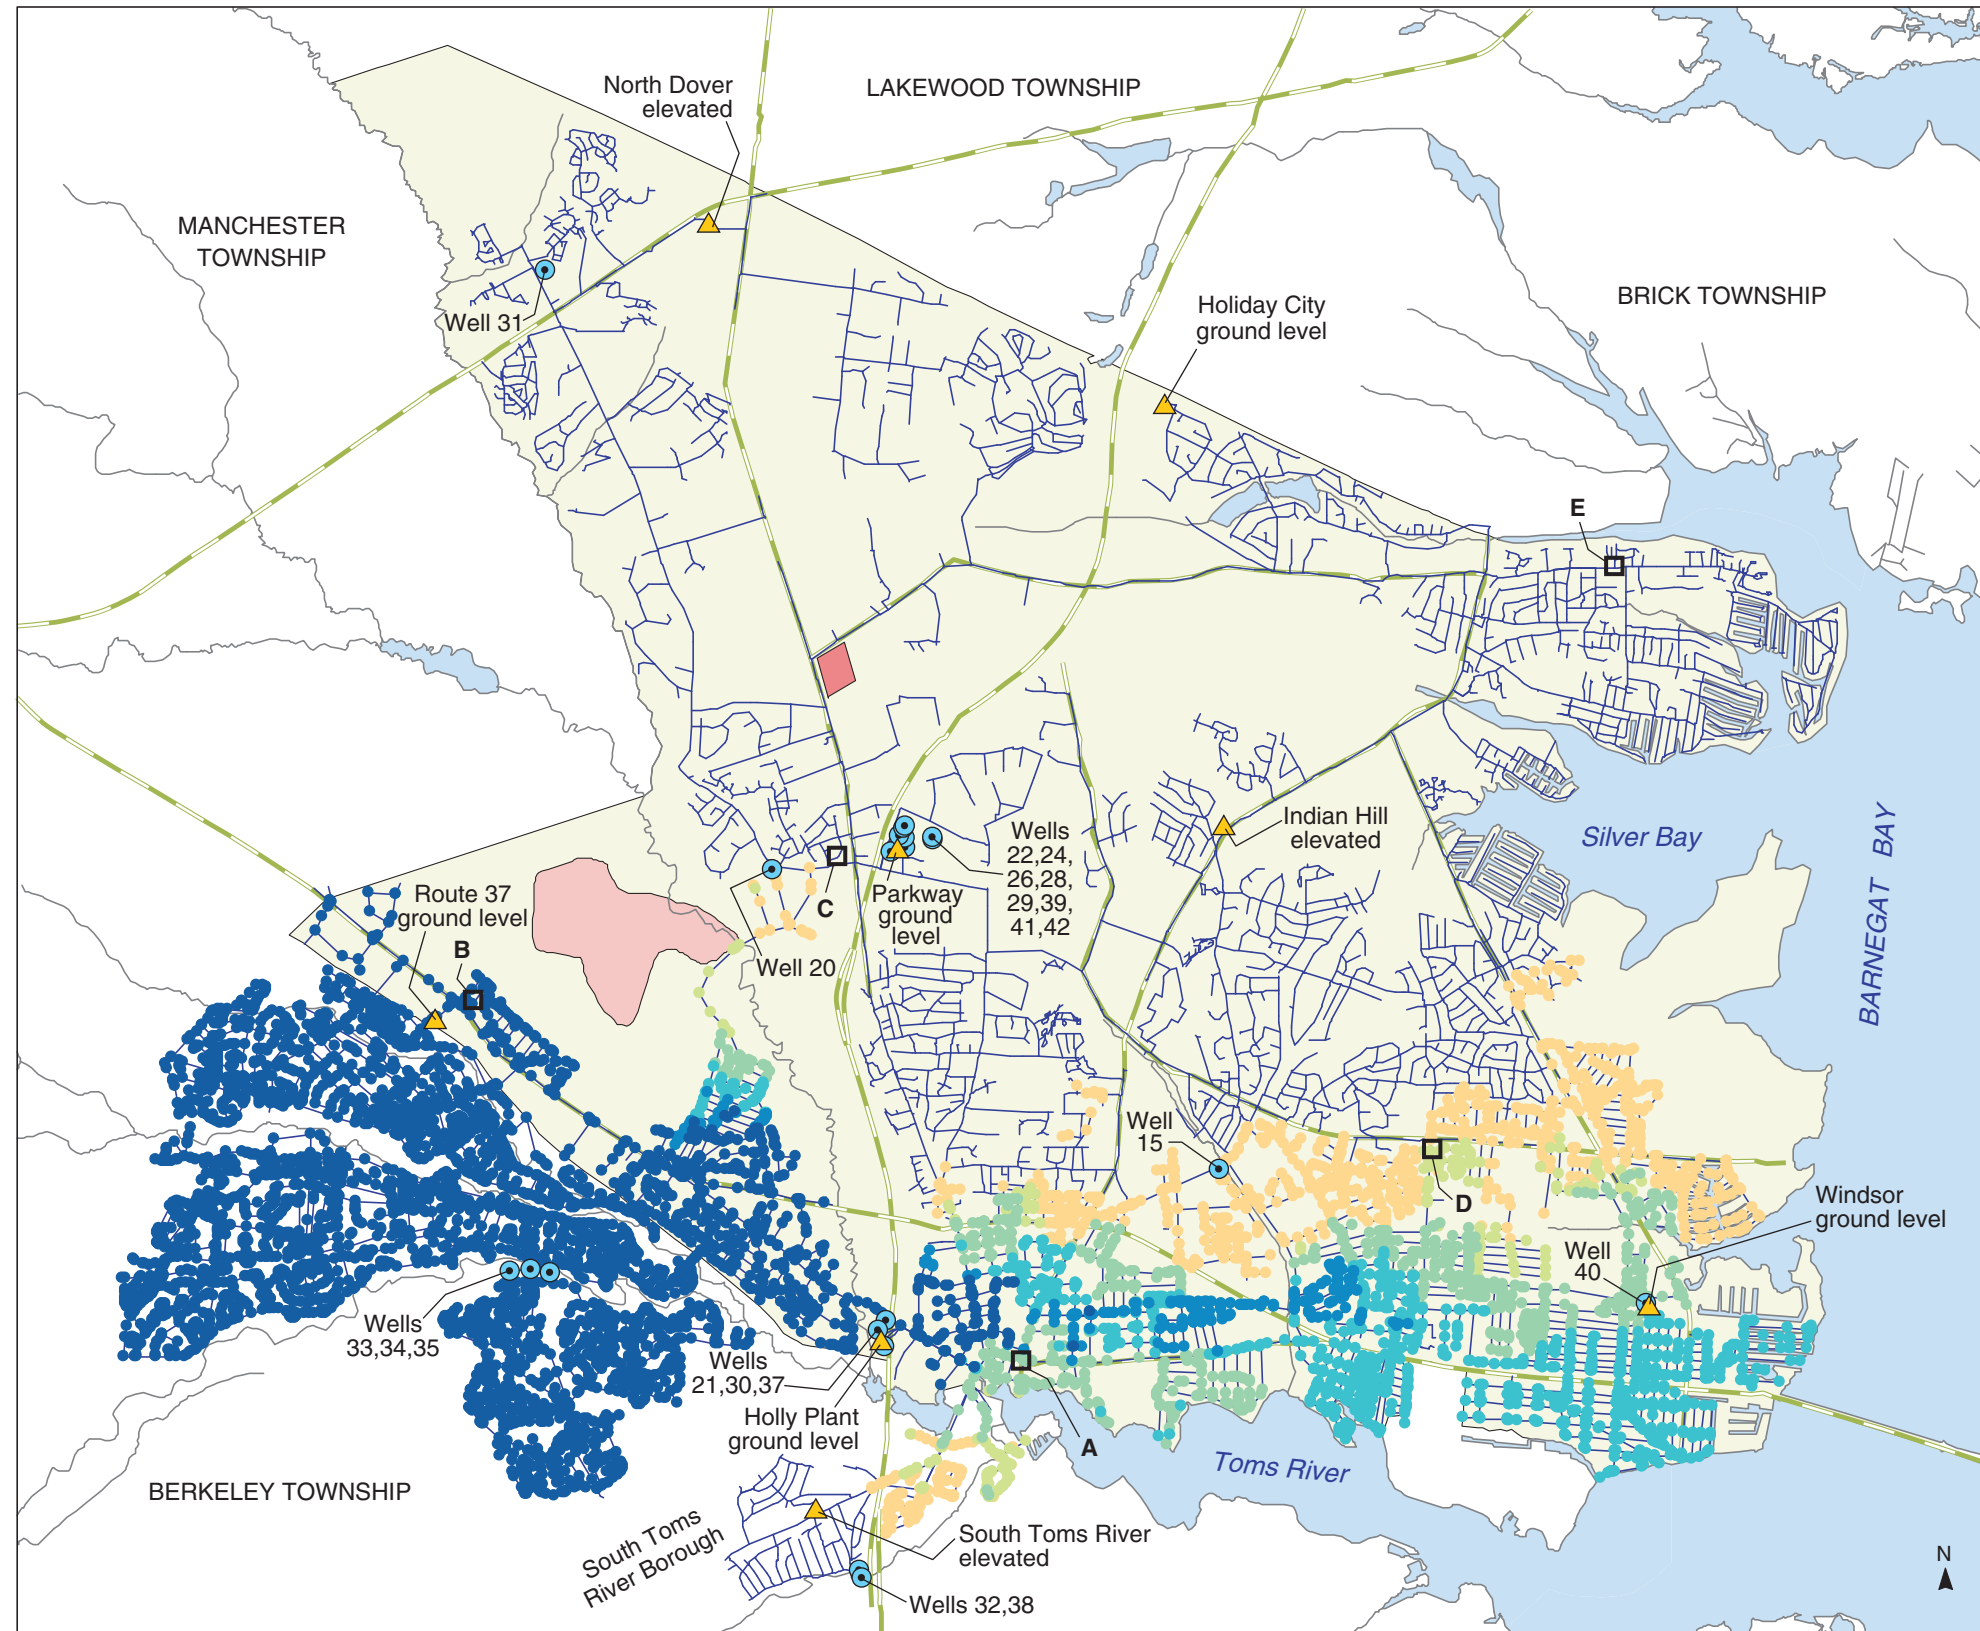 North Dover
elevated
LAKEWOOD TOWNSHIP
MANCHESTER
TOWNSHIP
Well 31
Holiday City
ground level
BRICK TOWNSHIP
E
Indian Hill
elevated
Silver Bay
BARNEGAT BAY
Wells
22,24,
26,28,
29,39,
41,42
Parkway
ground
level
C
Well 20
Route 37
ground level
B
Well
15
D
Windsor
ground level
Well
40
Wells
33,34,35
Wells
21,30,37
Holly Plant
ground level
A
Toms River
BERKELEY TOWNSHIP
South Toms
River Borough
South Toms River
elevated
Wells 32,38
N